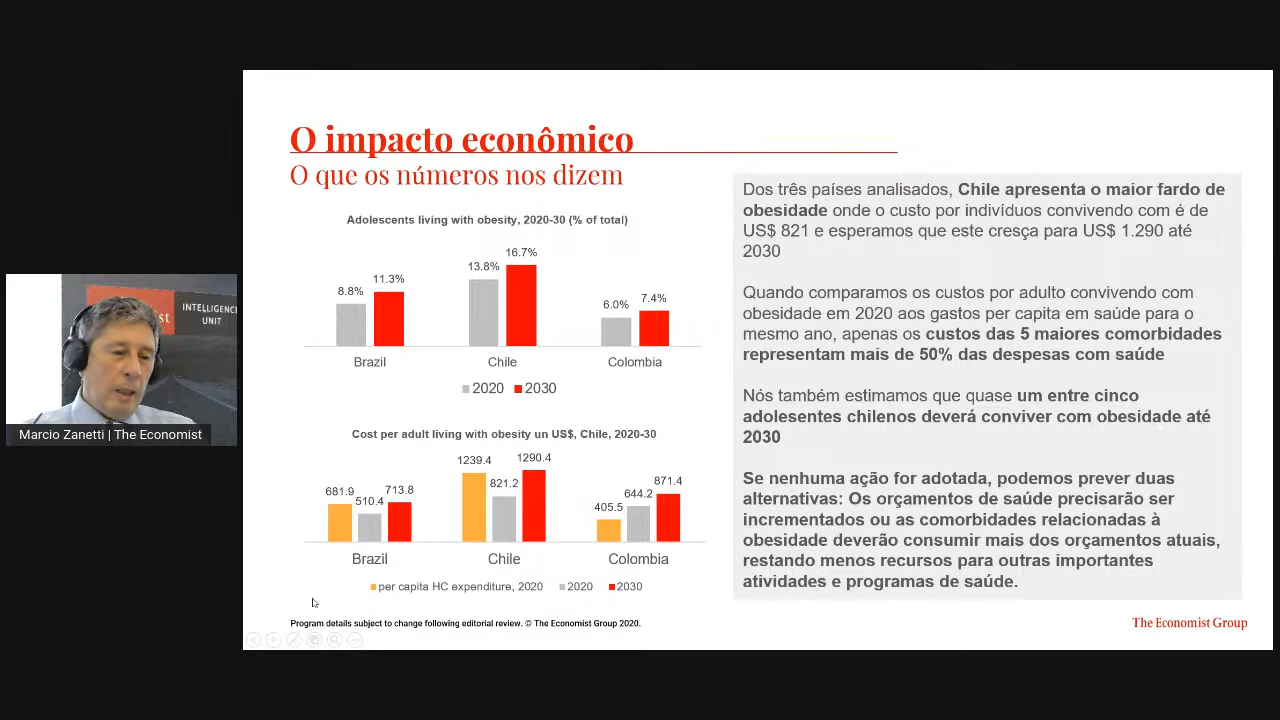 O impacto econômico
O que os números nos dizem
Adolescents living with obesity, 2020-30 (% of total)
8.8%
11.3%
13.8%
16.7%
6.0%
7.4%
Brazil
Chile
Colombia
2020
2030
Cost per adult living with obesity un US$, Chile, 2020-30
681.9
510.4
713.8
1239.4
821.2
1290.4
405.5
644.2
871.4
Brazil
Chile
Colombia
per capita HC expenditure, 2020
2020
2030
Program details subject to change following editorial review. © The Economist Group 2020.
Dos três países analisados, Chile apresenta o maior fardo de
obesidade onde o custo por indivíduos convivendo com é de
US$ 821 e esperamos que este cresça para US$ 1.290 até
2030
Quando comparamos os custos por adulto convivendo com
obesidade em 2020 aos gastos per capita em saúde para o
mesmo ano, apenas os custos das 5 maiores comorbidades
representam mais de 50% das despesas com saúde
Nós também estimamos que quase um entre cinco
adolesentes chilenos deverá conviver com obesidade até
2030
Se nenhuma ação for adotada, podemos prever duas
alternativas: Os orçamentos de saúde precisarão ser
incrementados ou as comorbidades relacionadas à
obesidade deverão consumir mais dos orçamentos atuais,
restando menos recursos para outras importantes
atividades e programas de saúde.
The Economist Group
INTELLIGENCE
UNIT
Marcio Zanetti | The Economist